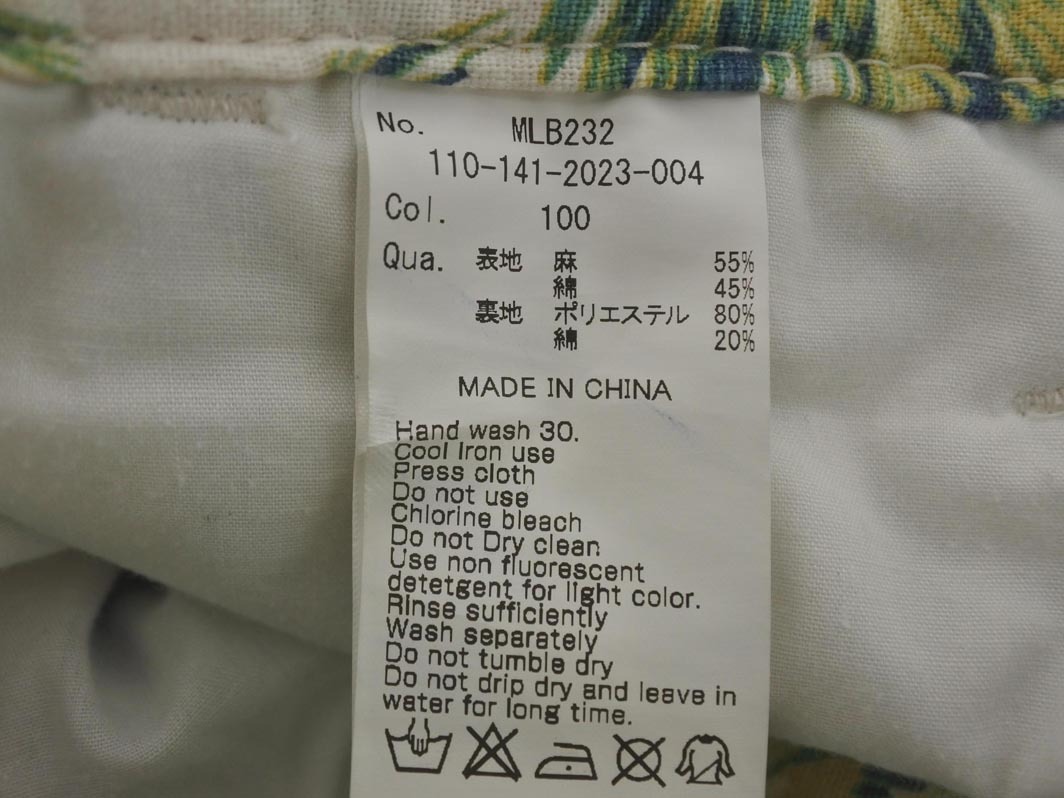 No. MLB232
110-141-2023-004
Col. 100
Qua. 表地 麻 55%
綿 45%
裏地 ポリエステル 80%
綿 20%
MADE IN CHINA
Hand wash 30.
Cool Iron use
Press cloth
Do not use
Chlorine bleach
Do not Dry clean
Use non fluorescent
detetgent for light color.
Rinse sufficiently
Wash separately
Do not tumble dry
Do not drip dry and leave in
water for long time.